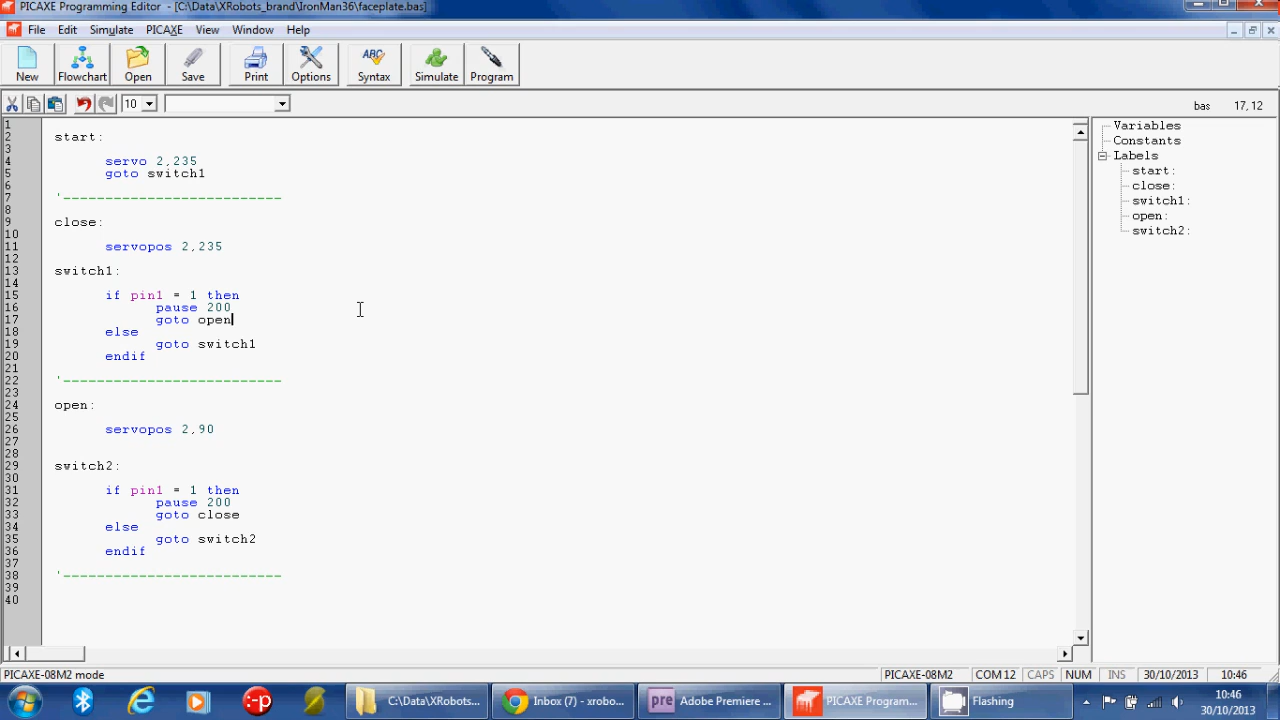 PICAXE Programming Editor - [C:\Data\XRobots_brand\IronMan36\faceplate.bas]
File Edit Simulate PICAXE View Window Help
New Flowchart Open Save Print Options Syntax Simulate Program
ABC
10
bas 17, 12
1
2 start:
3
4 servo 2,235
5 goto switch1
6
7 '--------------------------
8
9 close:
10
11 servopos 2,235
12
13 switch1:
14
15 if pin1 = 1 then
16 pause 200
17 goto open
18 else
19 goto switch1
20 endif
21
22 '--------------------------
23
24 open:
25
26 servopos 2,90
27
28
29 switch2:
30
31 if pin1 = 1 then
32 pause 200
33 goto close
34 else
35 goto switch2
36 endif
37
38 '--------------------------
39
40
Variables
Constants
Labels
start:
close:
switch1:
open:
switch2:
PICAXE-08M2 mode PICAXE-08M2 COM 12 CAPS NUM INS 30/10/2013 10:46
C:\Data\XRobots... Inbox (7) - xrobo... pre Adobe Premiere ... PICAXE Program... Flashing
10:46
30/10/2013